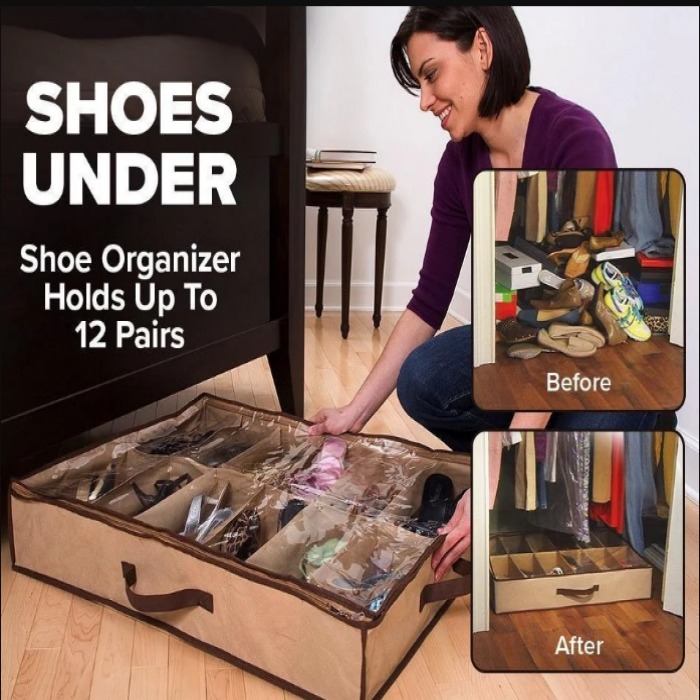 SHOES
UNDER
Shoe Organizer
Holds Up To
12 Pairs
Before
After